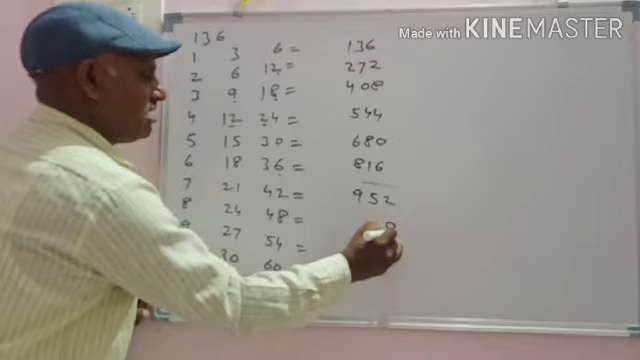 Made with KINEMASTER
136
1 3 6 = 136
2 6 12 = 272
3 9 18 = 408
4 12 24 = 544
5 15 30 = 680
6 18 36 = 816
7 21 42 = 952
8 24 48 = 8
9 27 54 =
30 60